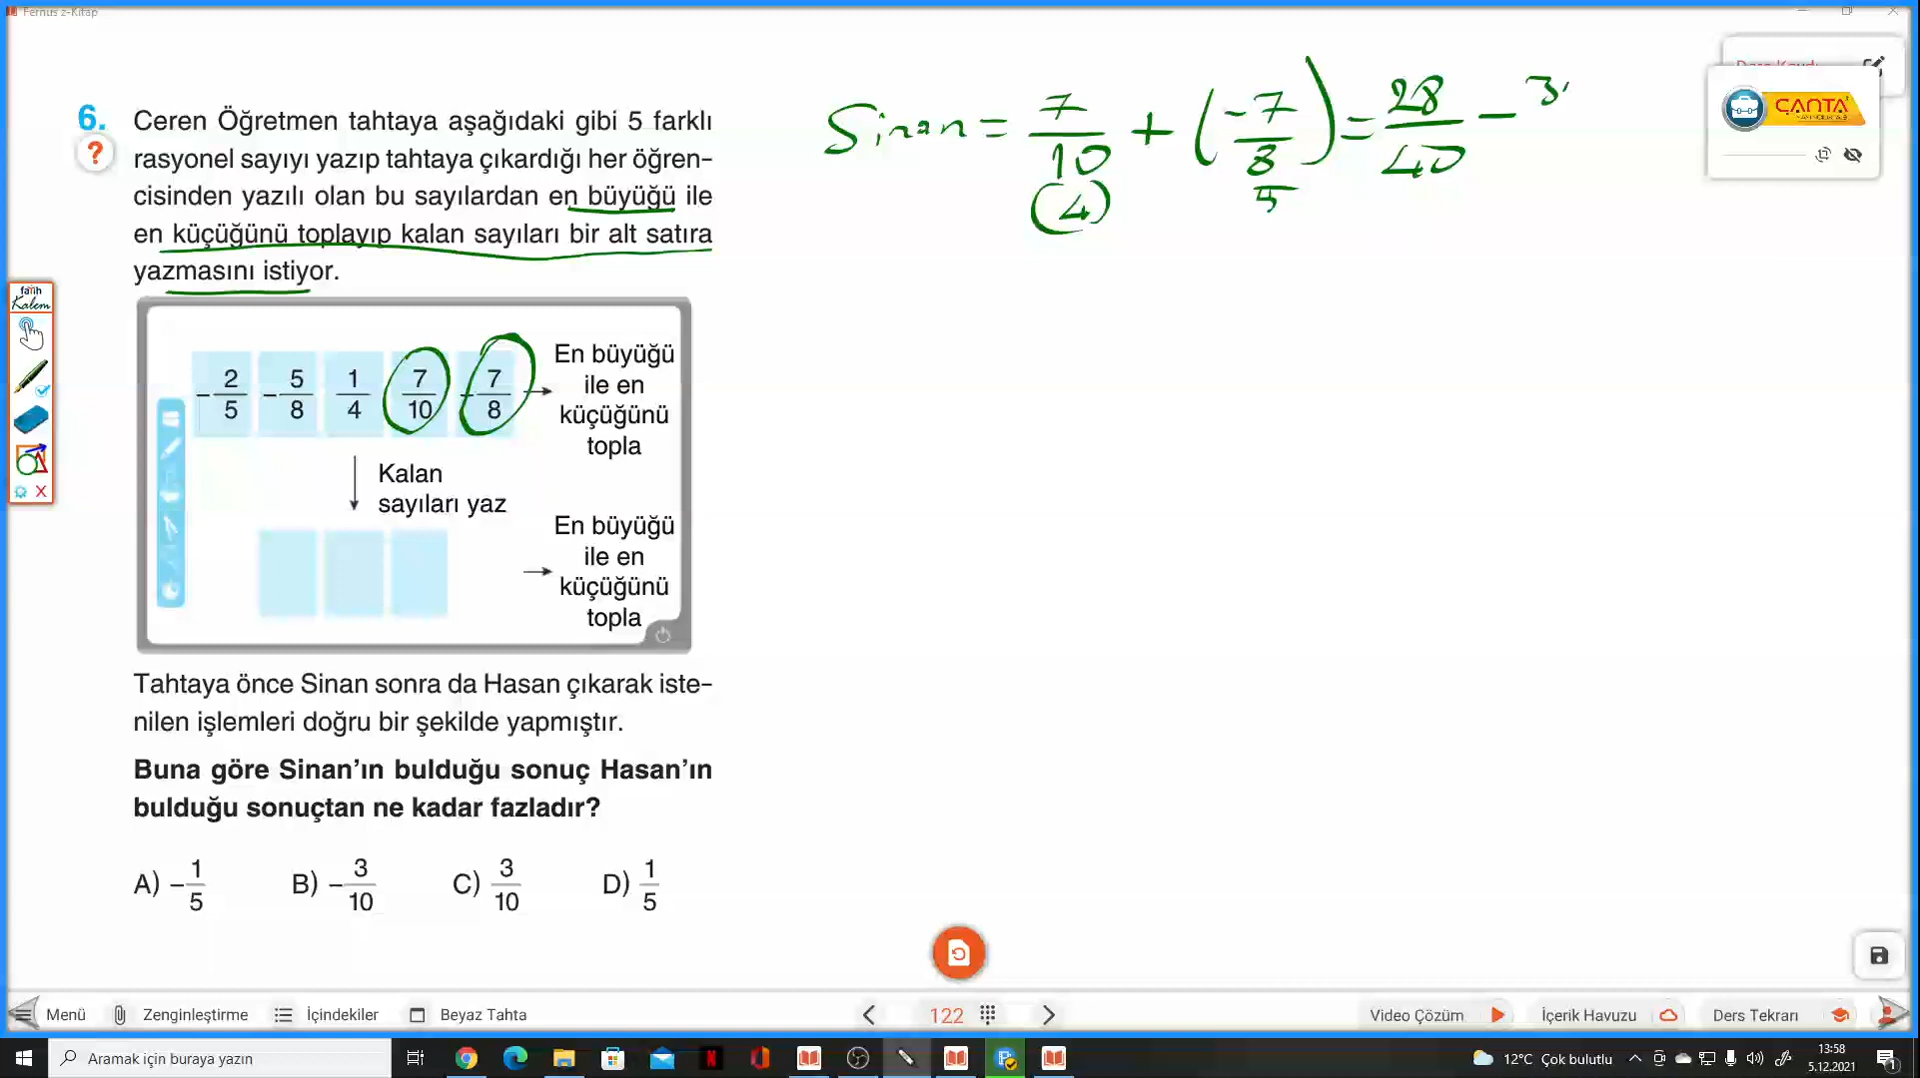 Fernus z-Kitap
6.
?
Ceren Öğretmen tahtaya aşağıdaki gibi 5 farklı
rasyonel sayıyı yazıp tahtaya çıkardığı her öğren-
cisinden yazılı olan bu sayılardan en büyüğü ile
en küçüğünü toplayıp kalan sayıları bir alt satıra
yazmasını istiyor.
-2/5 -5/8 1/4 7/10 -7/8
En büyüğü
ile en
küçüğünü
topla
Kalan
sayıları yaz
En büyüğü
ile en
küçüğünü
topla
Tahtaya önce Sinan sonra da Hasan çıkarak iste-
nilen işlemleri doğru bir şekilde yapmıştır.
Buna göre Sinan'ın bulduğu sonuç Hasan'ın
bulduğu sonuçtan ne kadar fazladır?
A) -1/5 B) -3/10 C) 3/10 D) 1/5
Sinan = 7/10 + (-7/8) = 28/40 - 3
(4) 5
ÇANTA
fatih
Kalem
X
Menü Zenginleştirme İçindekiler Beyaz Tahta 122 Video Çözüm İçerik Havuzu Ders Tekrarı
Aramak için buraya yazın
12°C Çok bulutlu
13:58
5.12.2021
1